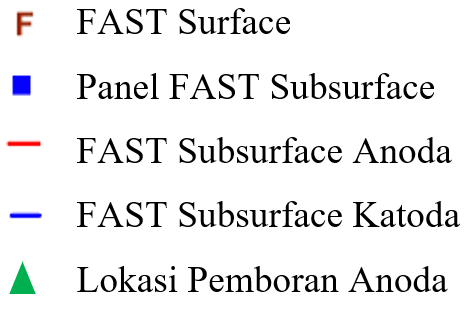 F FAST Surface
Panel FAST Subsurface
FAST Subsurface Anoda
FAST Subsurface Katoda
Lokasi Pemboran Anoda